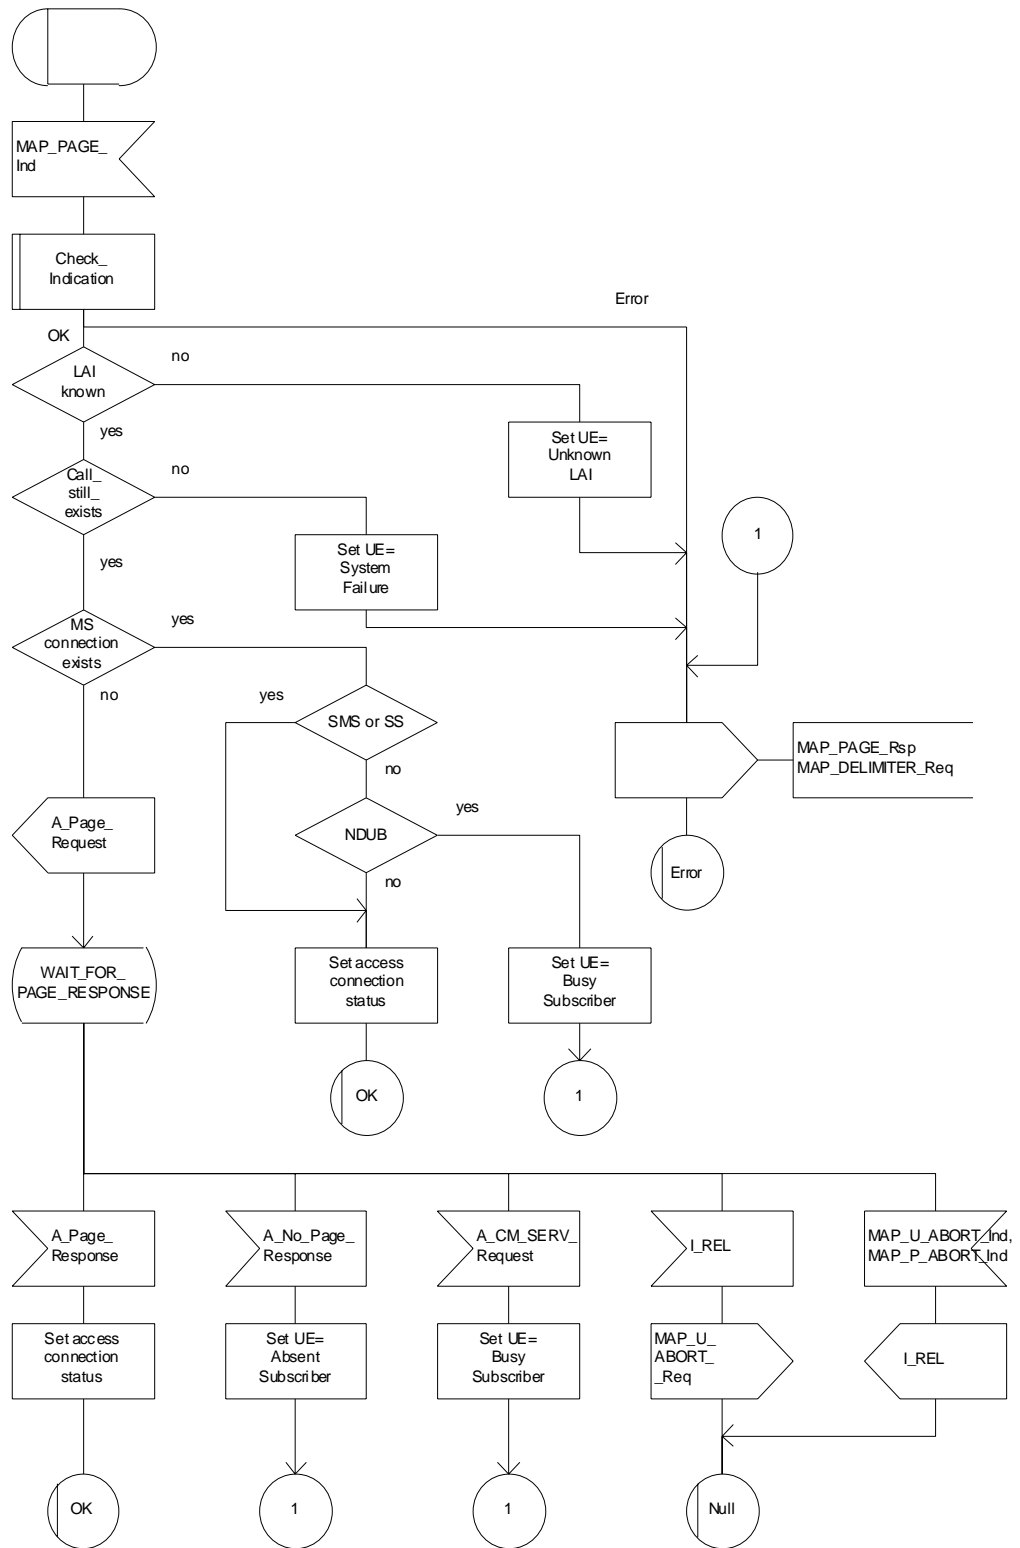 MAP_PAGE_
Ind
Check_
Indication
Error
OK
no
LAI
known
yes
Set UE=
Unknown
LAI
no
Call_
still_
exists
1
Set UE=
System
Failure
yes
yes
MS
connection
exists
no
yes
SMS or SS
no
MAP_PAGE_Rsp
MAP_DELIMITER_Req
A_Page_
Request
yes
NDUB
no
Error
WAIT_FOR_
PAGE_RESPONSE
Set access
connection
status
Set UE=
Busy
Subscriber
OK
1
A_Page_
Response
A_No_Page_
Response
A_CM_SERV_
Request
I_REL
MAP_U_ABORT_Ind,
MAP_P_ABORT_Ind
Set access
connection
status
Set UE=
Absent
Subscriber
Set UE=
Busy
Subscriber
MAP_U_
ABORT_
_Req
I_REL
OK
1
1
Null